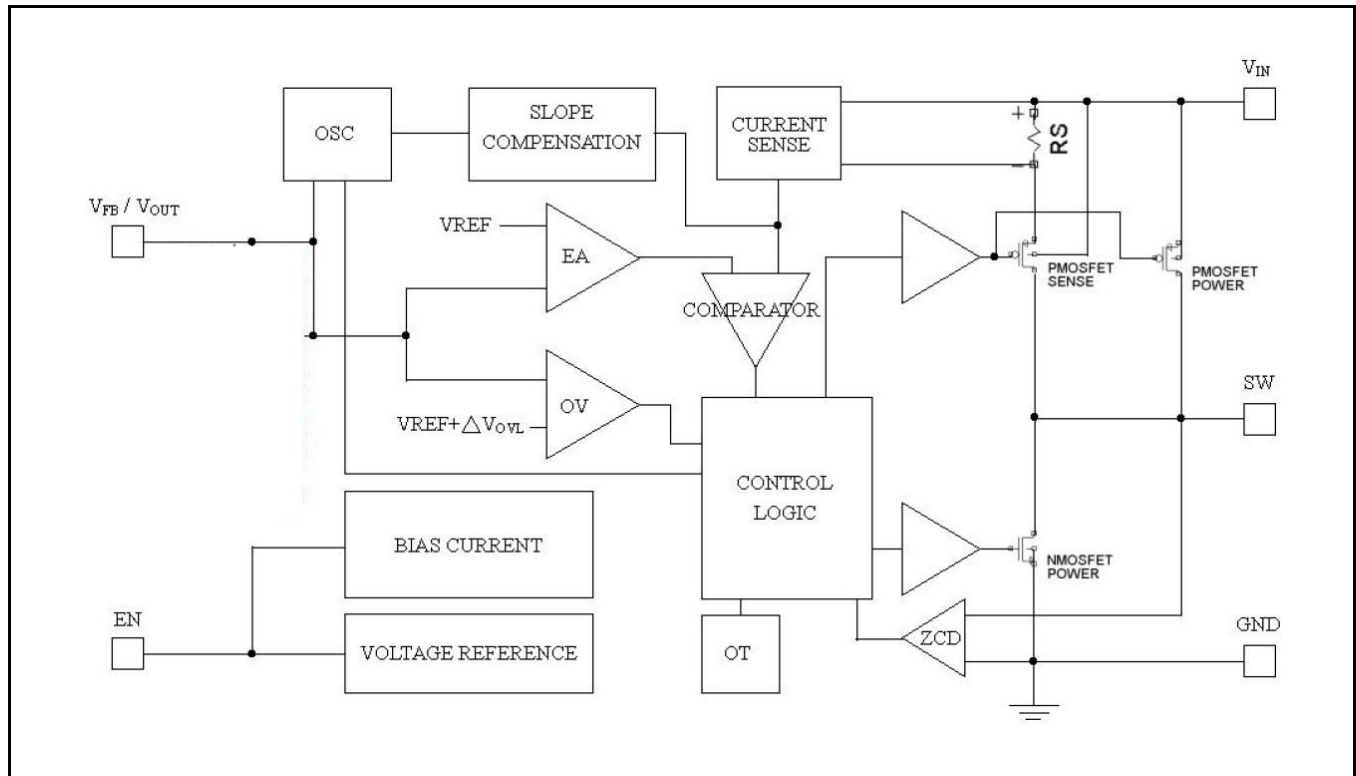 V_IN
OSC
SLOPE
COMPENSATION
CURRENT
SENSE
+
−
RS
V_FB / V_OUT
VREF
EA
COMPARATOR
PMOSFET
SENSE
PMOSFET
POWER
OV
VREF+△V_OVL
SW
CONTROL
LOGIC
BIAS CURRENT
NMOSFET
POWER
EN
VOLTAGE REFERENCE
OT
ZCD
GND